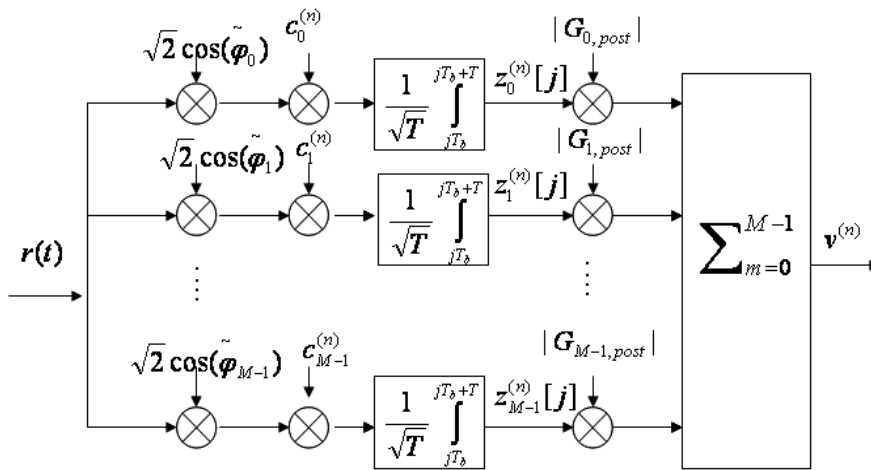 √2 cos(φ̃₀) c₀⁽ⁿ⁾ |G₀,post|
1/√T ∫_{jT_b}^{jT_b+T} z₀⁽ⁿ⁾[j]
√2 cos(φ̃₁) c₁⁽ⁿ⁾ |G₁,post|
1/√T ∫_{jT_b}^{jT_b+T} z₁⁽ⁿ⁾[j]
r(t) ∑_{m=0}^{M-1} v⁽ⁿ⁾
⋮ ⋮
√2 cos(φ̃_{M-1}) c_{M-1}⁽ⁿ⁾ |G_{M-1,post}|
1/√T ∫_{jT_b}^{jT_b+T} z_{M-1}⁽ⁿ⁾[j]